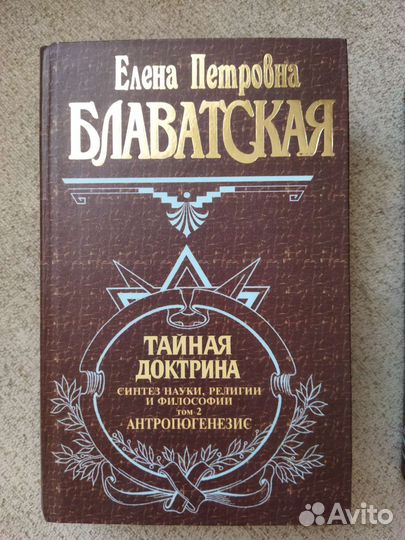 Елена Петровна
БЛАВАТСКАЯ
ТАЙНАЯ
ДОКТРИНА
СИНТЕЗ НАУКИ, РЕЛИГИИ
И ФИЛОСОФИИ
ТОМ 2
АНТРОПОГЕНЕЗИС
Avito